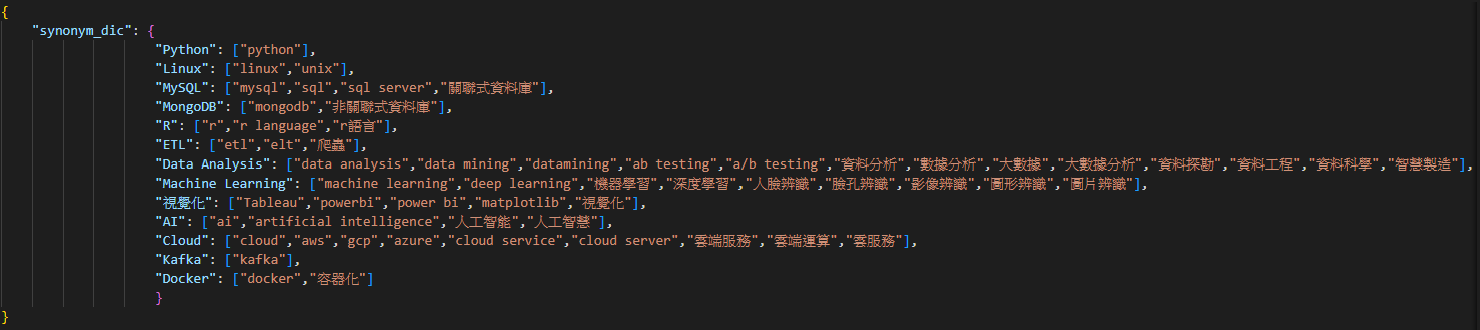 {
"synonym_dic": {
"Python": ["python"],
"Linux": ["linux","unix"],
"MySQL": ["mysql","sql","sql server","關聯式資料庫"],
"MongoDB": ["mongodb","非關聯式資料庫"],
"R": ["r","r language","r語言"],
"ETL": ["etl","elt","爬蟲"],
"Data Analysis": ["data analysis","data mining","datamining","ab testing","a/b testing","資料分析","數據分析","大數據","大數據分析","資料探勘","資料工程","資料科學","智慧製造"],
"Machine Learning": ["machine learning","deep learning","機器學習","深度學習","人臉辨識","臉孔辨識","影像辨識","圖形辨識","圖片辨識"],
"視覺化": ["Tableau","powerbi","power bi","matplotlib","視覺化"],
"AI": ["ai","artificial intelligence","人工智能","人工智慧"],
"Cloud": ["cloud","aws","gcp","azure","cloud service","cloud server","雲端服務","雲端運算","雲服務"],
"Kafka": ["kafka"],
"Docker": ["docker","容器化"]
}
}